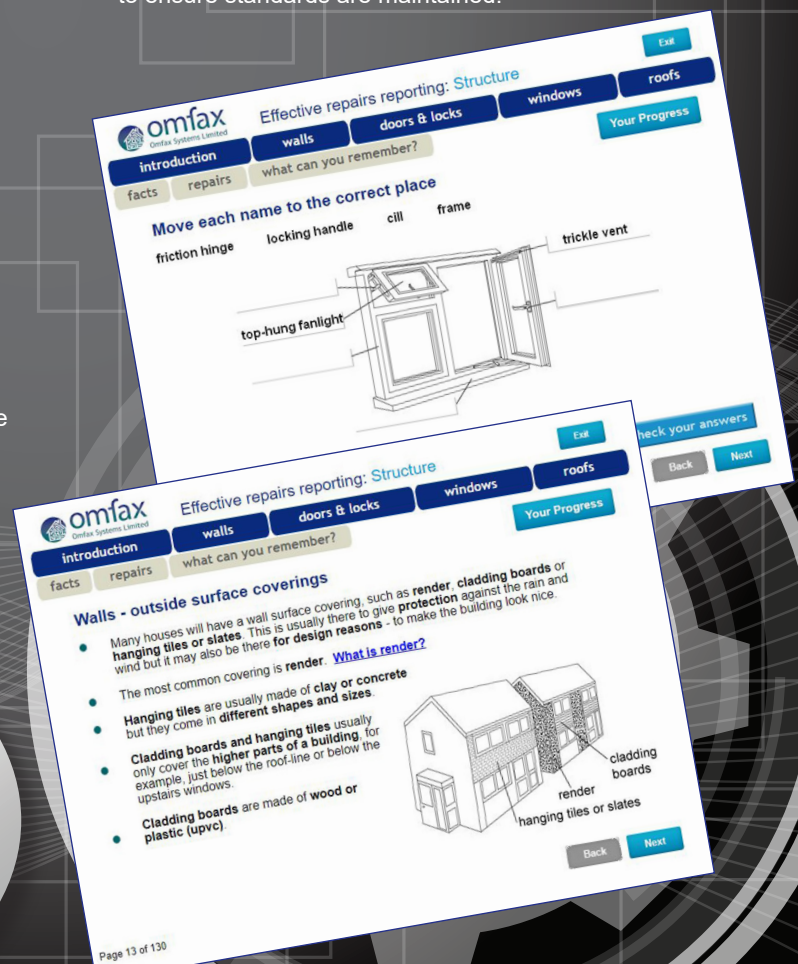 to ensure standards are maintained.
e
Exit
omfax
Omfax Systems Limited
Effective repairs reporting: Structure
introduction
walls
doors & locks
windows
roofs
facts
repairs
what can you remember?
Your Progress
Move each name to the correct place
friction hinge
locking handle
cill
frame
trickle vent
top-hung fanlight
heck your answers
Back
Next
Exit
omfax
Omfax Systems Limited
Effective repairs reporting: Structure
introduction
walls
doors & locks
windows
roofs
facts
repairs
what can you remember?
Your Progress
Walls - outside surface coverings
Many houses will have a wall surface covering, such as render, cladding boards or
hanging tiles or slates. This is usually there to give protection against the rain and
wind but it may also be there for design reasons - to make the building look nice.
The most common covering is render. What is render?
Hanging tiles are usually made of clay or concrete
but they come in different shapes and sizes.
Cladding boards and hanging tiles usually
only cover the higher parts of a building, for
example, just below the roof-line or below the
upstairs windows.
Cladding boards are made of wood or
plastic (upvc).
cladding
boards
render
hanging tiles or slates
Back
Next
Page 13 of 130